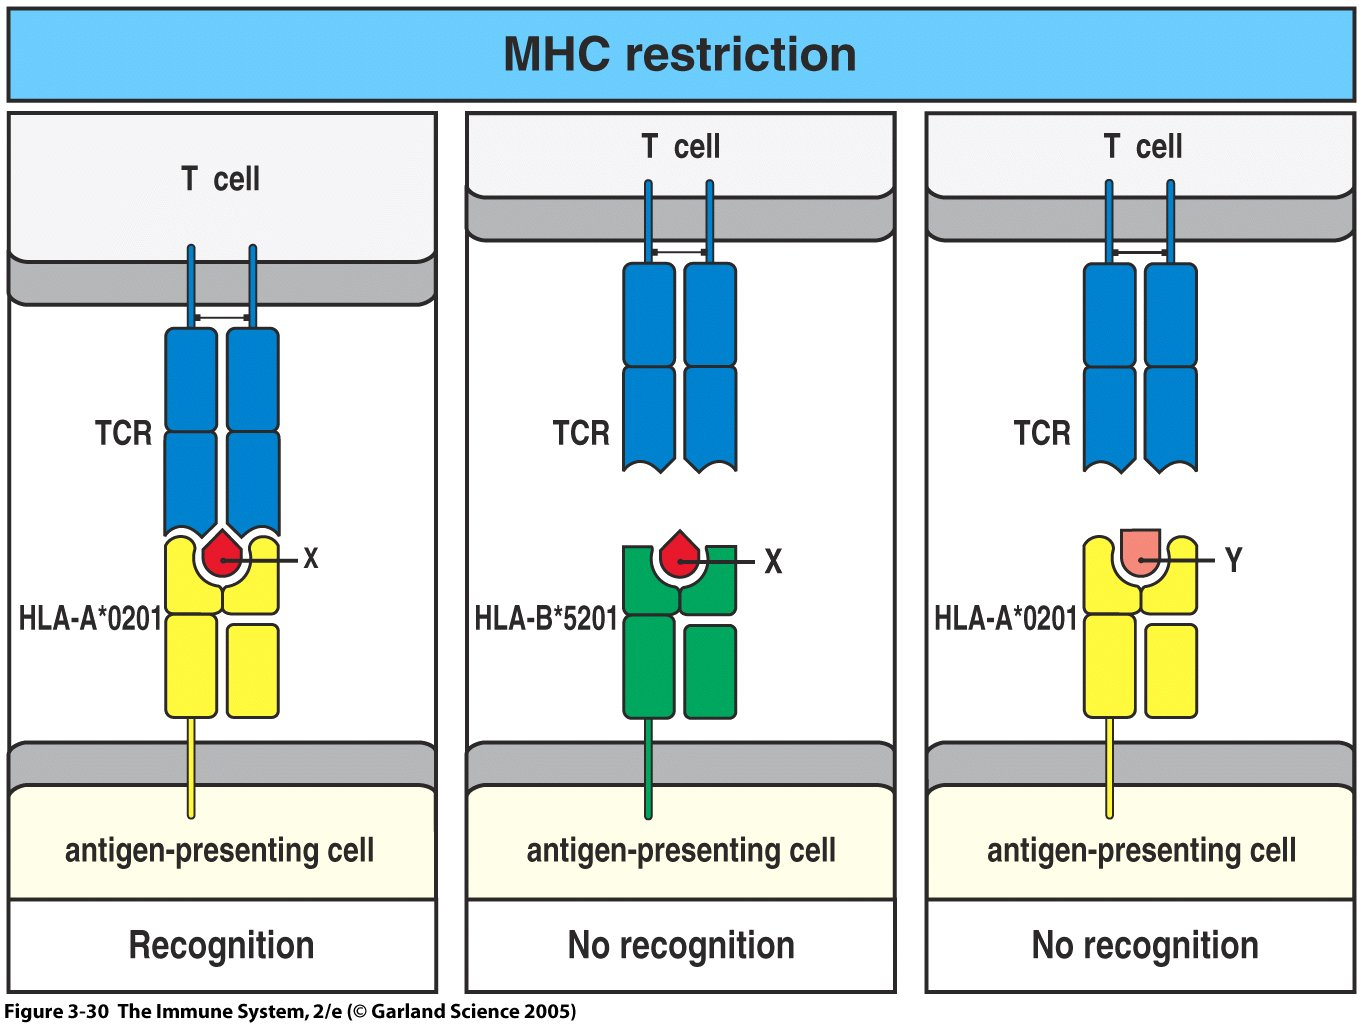 MHC restriction
T cell
TCR
X
HLA-A*0201
antigen-presenting cell
Recognition
T cell
TCR
X
HLA-B*5201
antigen-presenting cell
No recognition
T cell
TCR
Y
HLA-A*0201
antigen-presenting cell
No recognition
Figure 3-30 The Immune System, 2/e (© Garland Science 2005)